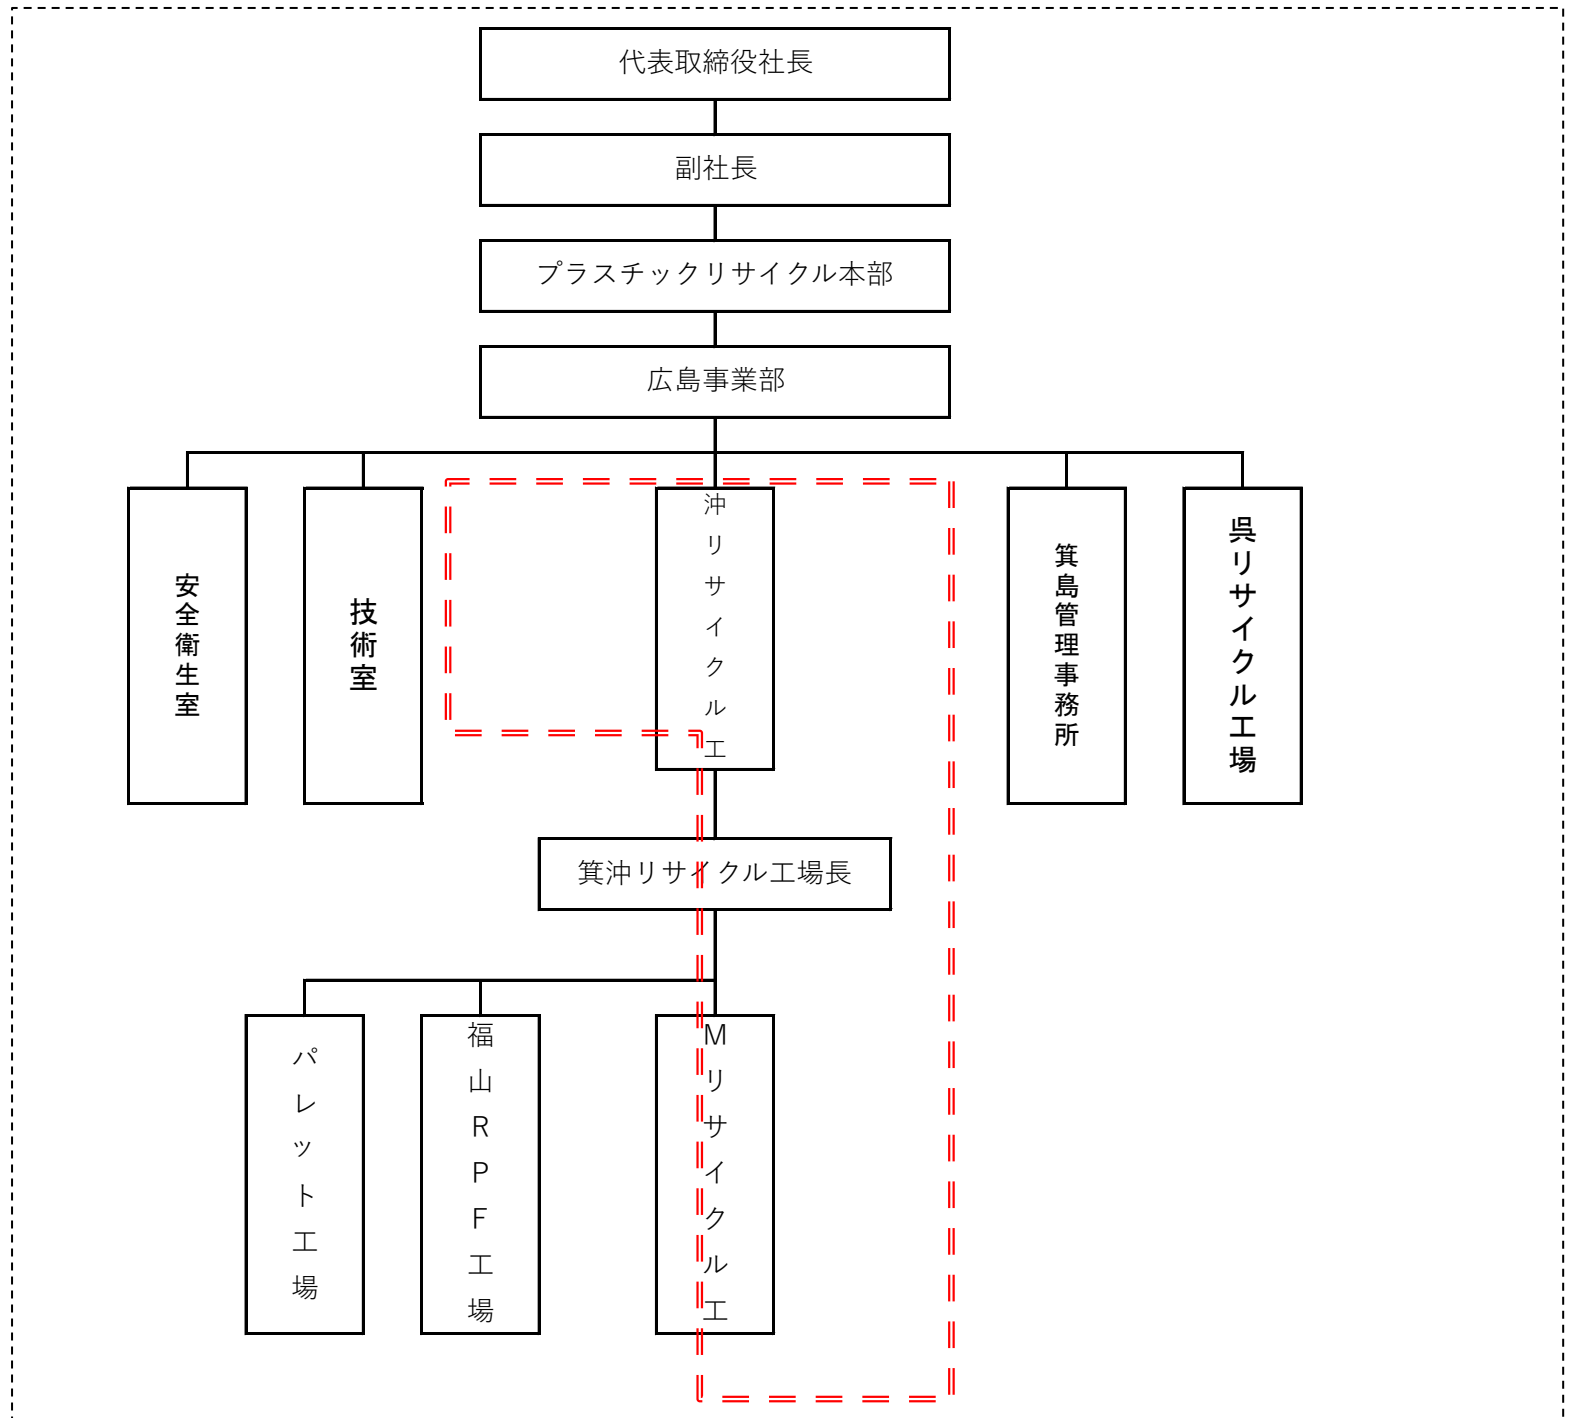 代表取締役社長
副社長
プラスチックリサイクル本部
広島事業部
安全衛生室
技術室
沖リサイクル工
箕島管理事務所
呉リサイクル工場
箕沖リサイクル工場長
パレット工場
福山RPF工場
Mリサイクル工